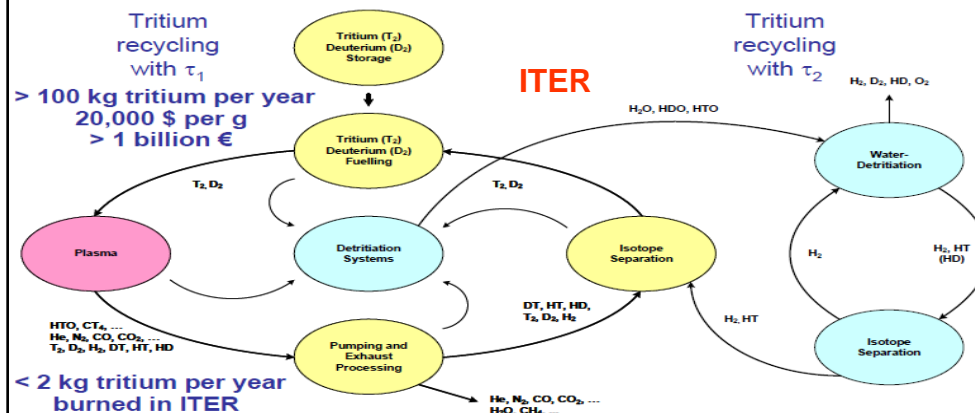 Tritium
recycling
with τ₁
> 100 kg tritium per year
20,000 $ per g
> 1 billion €
Tritium (T₂)
Deuterium (D₂)
Storage
ITER
Tritium
recycling
with τ₂
H₂, D₂, HD, O₂
H₂O, HDO, HTO
Tritium (T₂)
Deuterium (D₂)
Fuelling
Water-
Detritiation
T₂, D₂
T₂, D₂
Plasma
Detritiation
Systems
Isotope
Separation
H₂
H₂, HT
(HD)
DT, HT, HD,
T₂, D₂, H₂
H₂, HT
HTO, CT₄, ...
He, N₂, CO, CO₂, ...
T₂, D₂, H₂, DT, HT, HD
Pumping and
Exhaust
Processing
Isotope
Separation
< 2 kg tritium per year
burned in ITER
He, N₂, CO, CO₂, ...
H₂O, CH₄, ...